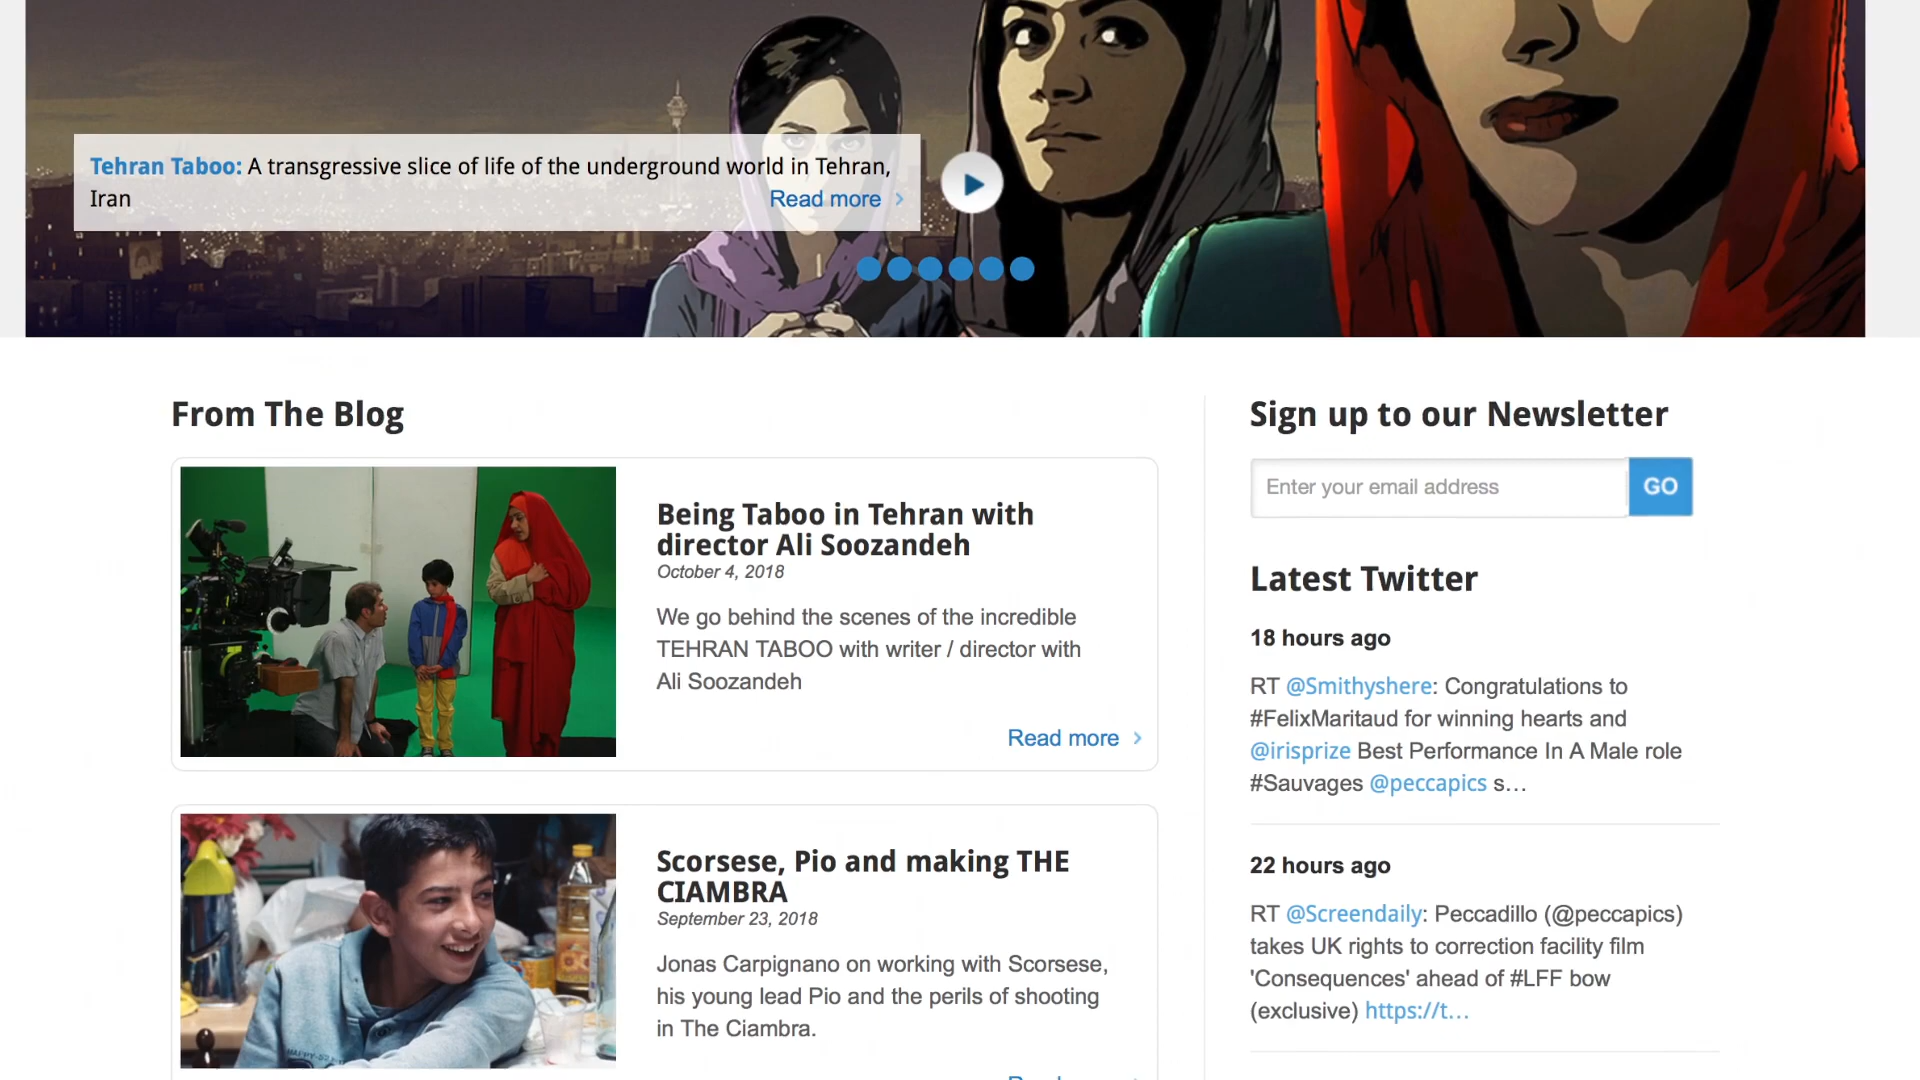 Tehran Taboo: A transgressive slice of life of the underground world in Tehran,
Iran
Read more
From The Blog
Being Taboo in Tehran with
director Ali Soozandeh
October 4, 2018
We go behind the scenes of the incredible
TEHRAN TABOO with writer / director with
Ali Soozandeh
Read more
Scorsese, Pio and making THE
CIAMBRA
September 23, 2018
Jonas Carpignano on working with Scorsese,
his young lead Pio and the perils of shooting
in The Ciambra.
Sign up to our Newsletter
Enter your email address
GO
Latest Twitter
18 hours ago
RT @Smithyshere: Congratulations to
#FelixMaritaud for winning hearts and
@irisprize Best Performance In A Male role
#Sauvages @peccapics s…
22 hours ago
RT @Screendaily: Peccadillo (@peccapics)
takes UK rights to correction facility film
'Consequences' ahead of #LFF bow
(exclusive) https://t…